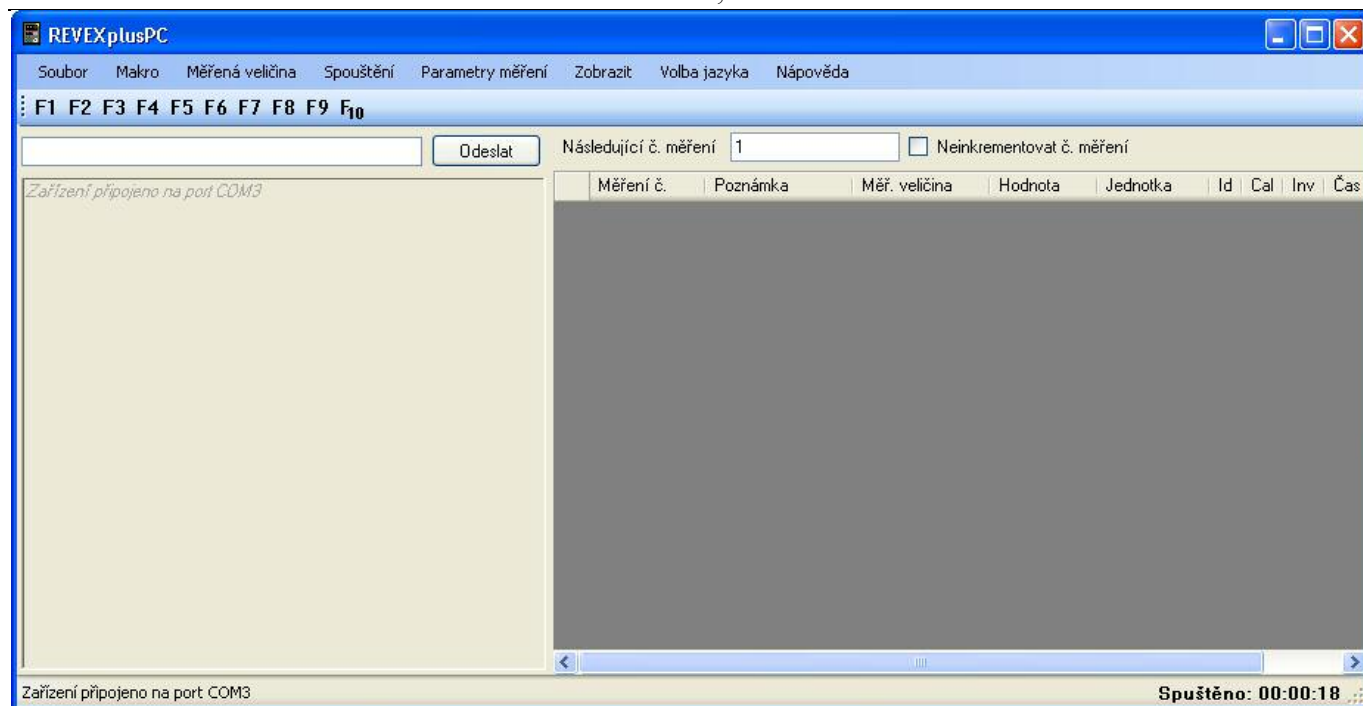 REVEXplusPC
Soubor Makro Měřená veličina Spouštění Parametry měření Zobrazit Volba jazyka Nápověda
F1 F2 F3 F4 F5 F6 F7 F8 F9 F10
Odeslat Následující č. měření 1 Neinkrementovat č. měření
Zařízení připojeno na port COM3
Měření č. Poznámka Měř. veličina Hodnota Jednotka Id Cal Inv Čas
Zařízení připojeno na port COM3 Spuštěno: 00:00:18